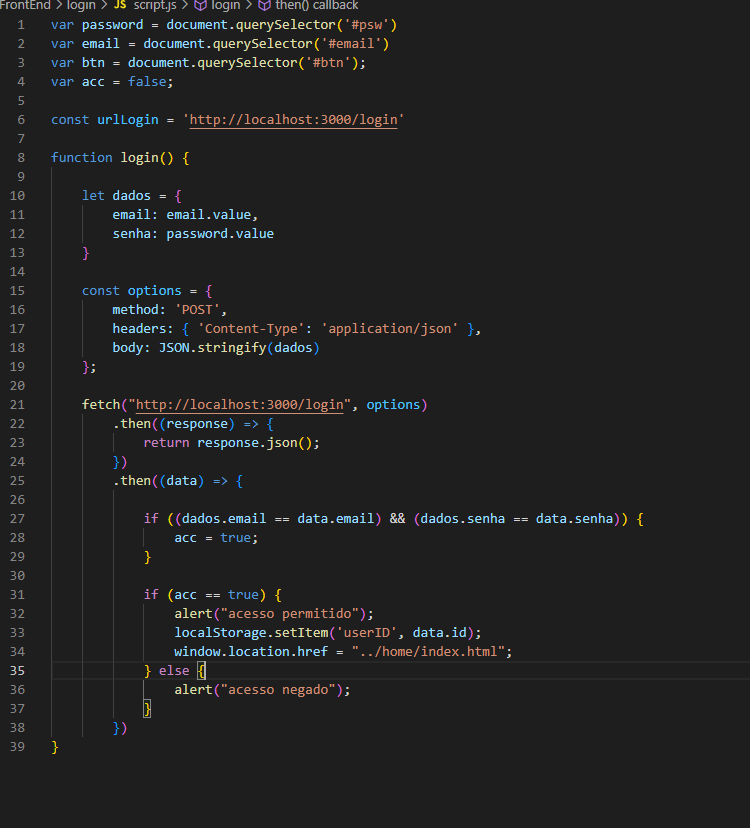 FrontEnd > login > JS script.js > login > then() callback
1 var password = document.querySelector('#psw')
2 var email = document.querySelector('#email')
3 var btn = document.querySelector('#btn');
4 var acc = false;
5
6 const urlLogin = 'http://localhost:3000/login'
7
8 function login() {
9
10 let dados = {
11 email: email.value,
12 senha: password.value
13 }
14
15 const options = {
16 method: 'POST',
17 headers: { 'Content-Type': 'application/json' },
18 body: JSON.stringify(dados)
19 };
20
21 fetch("http://localhost:3000/login", options)
22 .then((response) => {
23 return response.json();
24 })
25 .then((data) => {
26
27 if ((dados.email == data.email) && (dados.senha == data.senha)) {
28 acc = true;
29 }
30
31 if (acc == true) {
32 alert("acesso permitido");
33 localStorage.setItem('userID', data.id);
34 window.location.href = "../home/index.html";
35 } else {
36 alert("acesso negado");
37 }
38 })
39 }